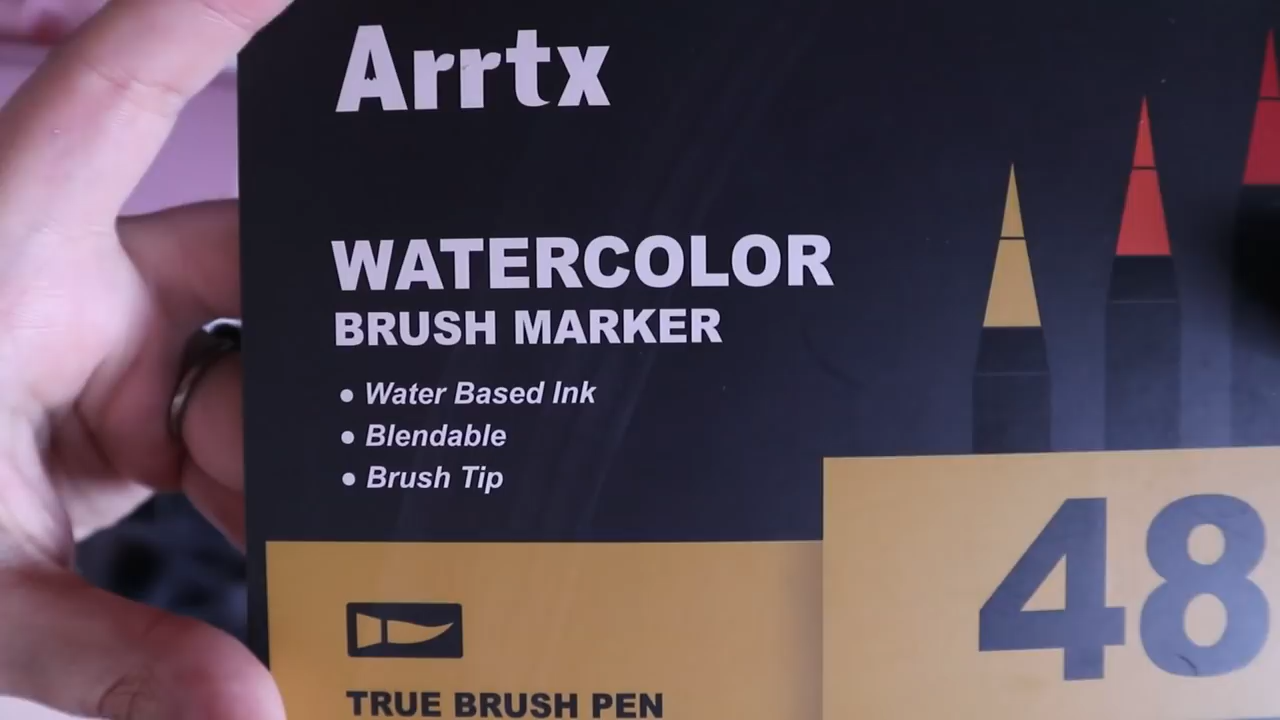 Arrtx
WATERCOLOR
BRUSH MARKER
• Water Based Ink
• Blendable
• Brush Tip
48
TRUE BRUSH PEN